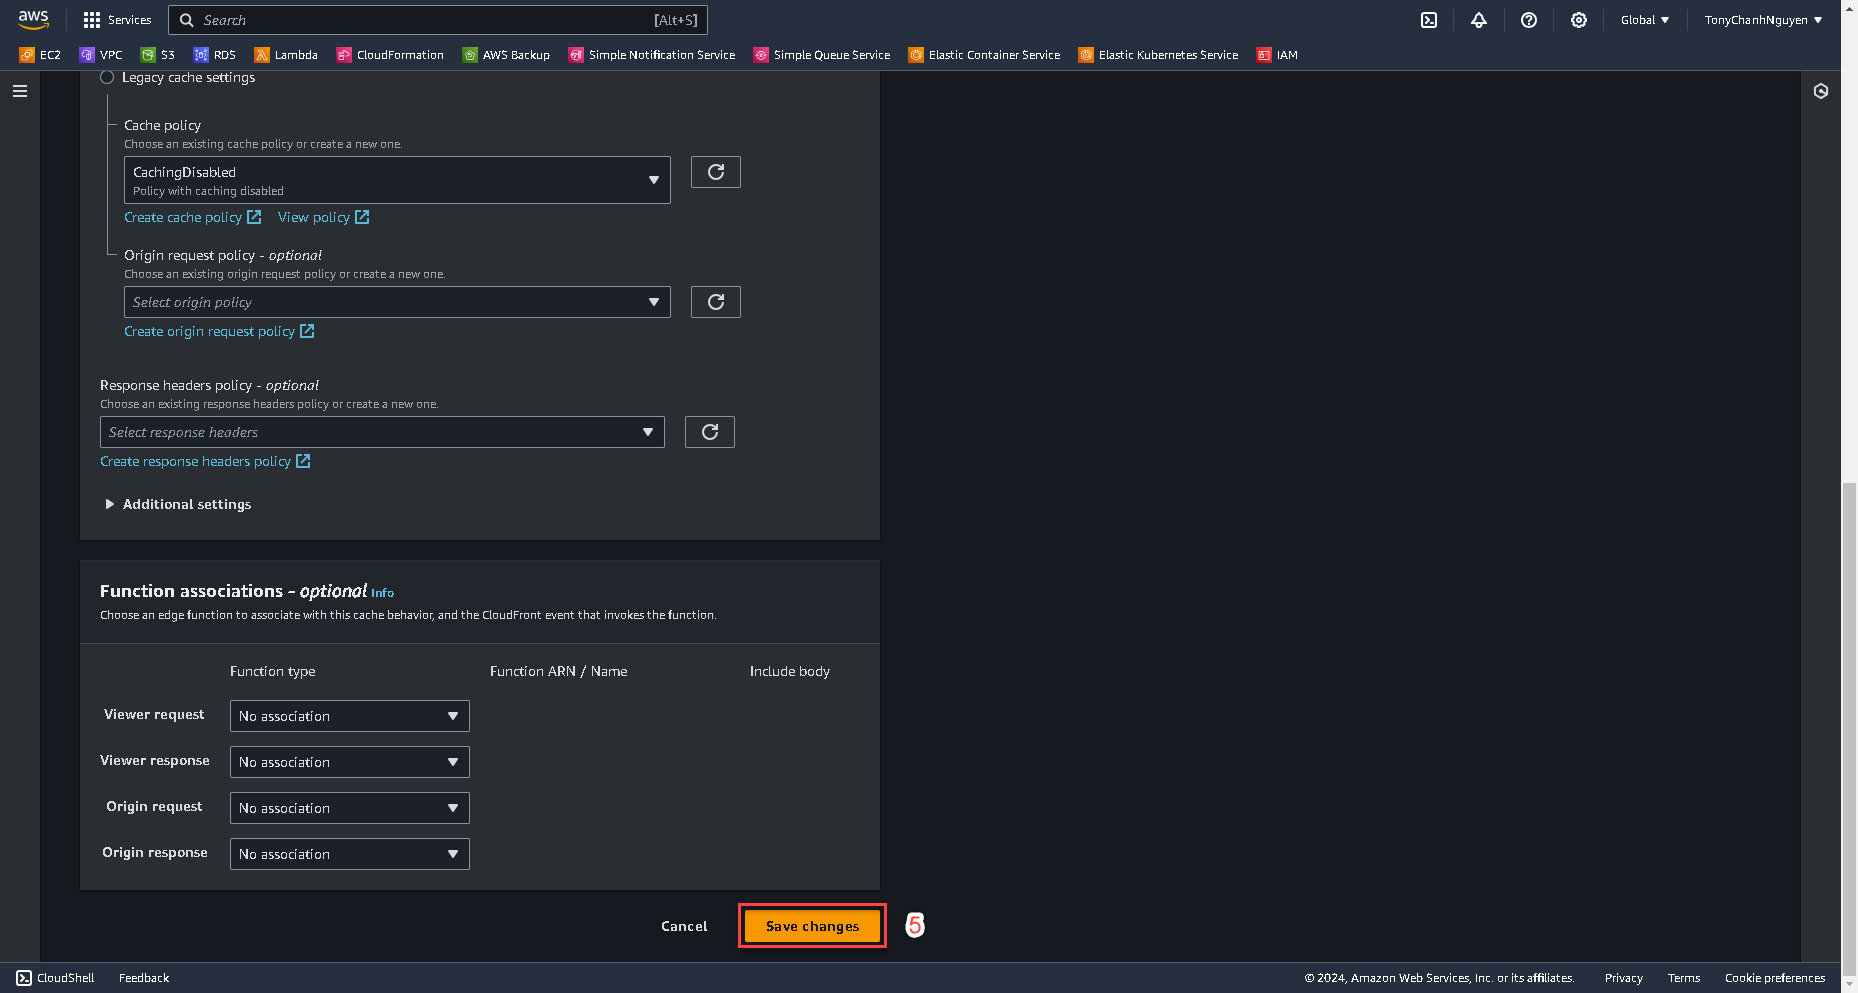 aws
Services
Search
[Alt+S]
Global
TonyChanhNguyen
EC2
VPC
S3
RDS
Lambda
CloudFormation
AWS Backup
Simple Notification Service
Simple Queue Service
Elastic Container Service
Elastic Kubernetes Service
IAM
Legacy cache settings
Cache policy
Choose an existing cache policy or create a new one.
CachingDisabled
Policy with caching disabled
Create cache policy
View policy
Origin request policy - optional
Choose an existing origin request policy or create a new one.
Select origin policy
Create origin request policy
Response headers policy - optional
Choose an existing response headers policy or create a new one.
Select response headers
Create response headers policy
Additional settings
Function associations - optional Info
Choose an edge function to associate with this cache behavior, and the CloudFront event that invokes the function.
Function type
Function ARN / Name
Include body
Viewer request
No association
Viewer response
No association
Origin request
No association
Origin response
No association
Cancel
Save changes
5
CloudShell
Feedback
© 2024, Amazon Web Services, Inc. or its affiliates.
Privacy
Terms
Cookie preferences